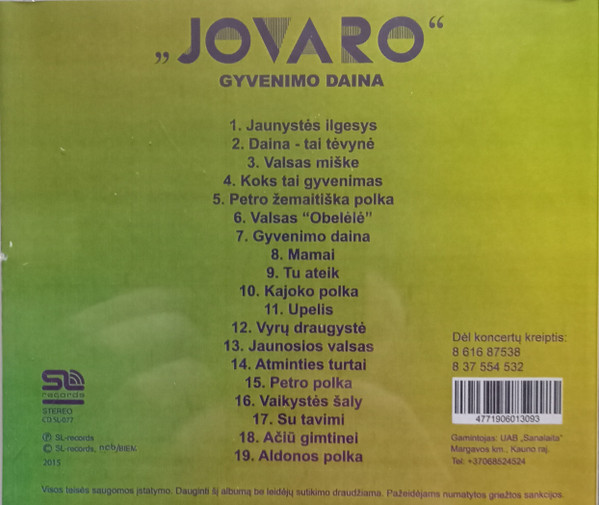 „JOVARO“
GYVENIMO DAINA
1. Jaunystės ilgesys
2. Daina - tai tėvynė
3. Valsas miške
4. Koks tai gyvenimas
5. Petro žemaitiška polka
6. Valsas “Obelėlė”
7. Gyvenimo daina
8. Mamai
9. Tu ateik
10. Kajoko polka
11. Upelis
12. Vyrų draugystė
13. Jaunosios valsas
14. Atminties turtai
15. Petro polka
16. Vaikystės šaly
17. Su tavimi
18. Ačlū gimtinei
19. Aldonos polka
SL
records
STEREO
CD SL-077
℗ SL-records
© SL-records, ncb/BIEM
2015
Dėl koncertų kreiptis:
8 616 87538
8 37 554 532
4771906013093
Gamintojas: UAB „Sanalaita“
Margavos km., Kauno raj.
Tel: +37068524524
Visos teisės saugomos įstatymo. Dauginti šį albumą be leidėjų sutikimo draudžiama. Pažeidėjams numatytos griežtos sankcijos.